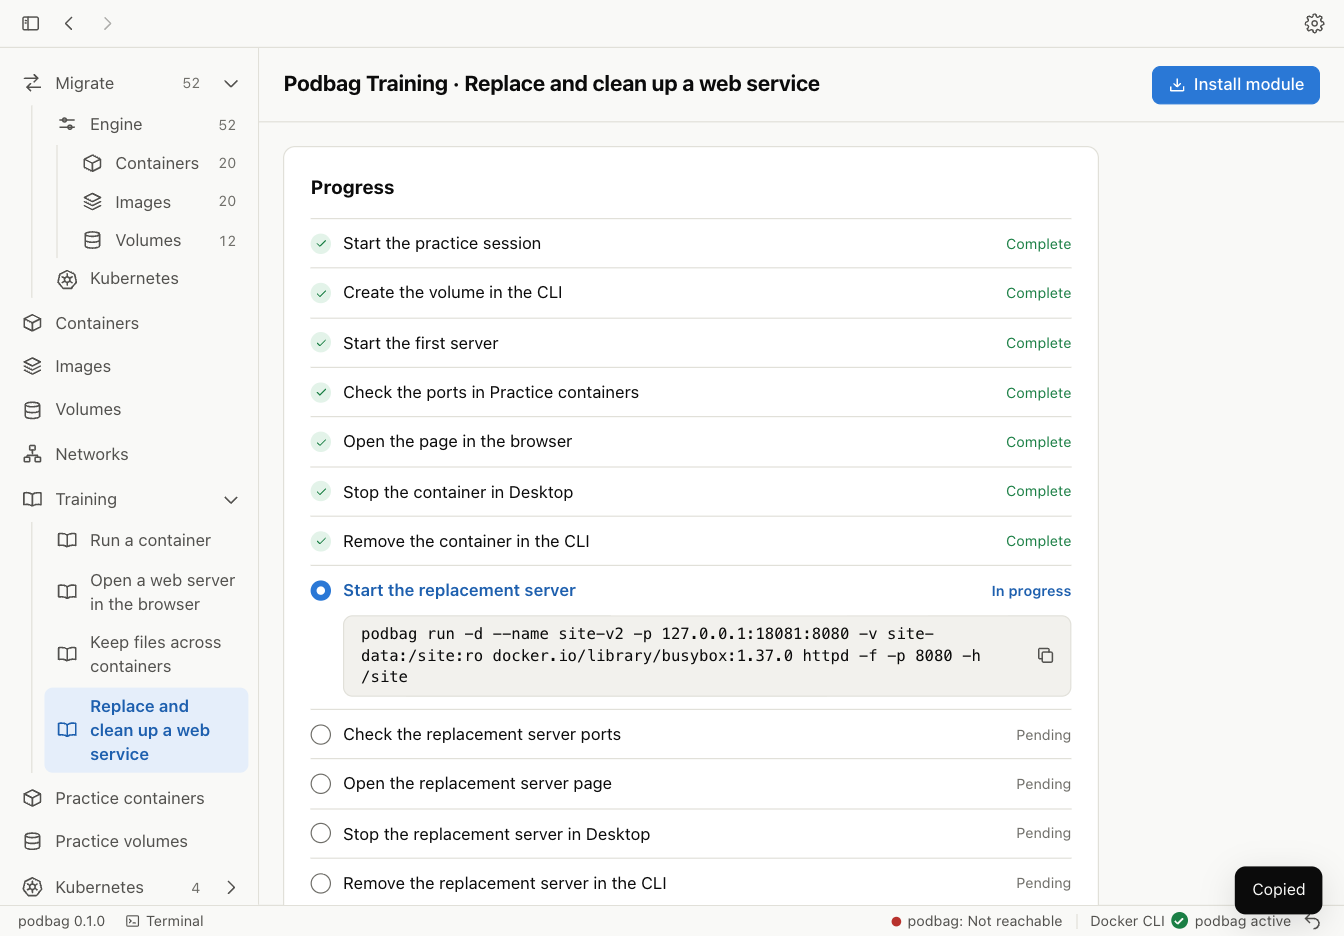 Podbag Training · Replace and clean up a web service
Install module
Migrate 52
Engine 52
Containers 20
Images 20
Volumes 12
Kubernetes
Containers
Images
Volumes
Networks
Training
Run a container
Open a web server
in the browser
Keep files across
containers
Replace and
clean up a web
service
Practice containers
Practice volumes
Kubernetes 4
Progress
Start the practice session Complete
Create the volume in the CLI Complete
Start the first server Complete
Check the ports in Practice containers Complete
Open the page in the browser Complete
Stop the container in Desktop Complete
Remove the container in the CLI Complete
Start the replacement server In progress
podbag run -d --name site-v2 -p 127.0.0.1:18081:8080 -v site-
data:/site:ro docker.io/library/busybox:1.37.0 httpd -f -p 8080 -h
/site
Check the replacement server ports Pending
Open the replacement server page Pending
Stop the replacement server in Desktop Pending
Remove the replacement server in the CLI Pending
Copied
podbag 0.1.0 Terminal podbag: Not reachable Docker CLI podbag active